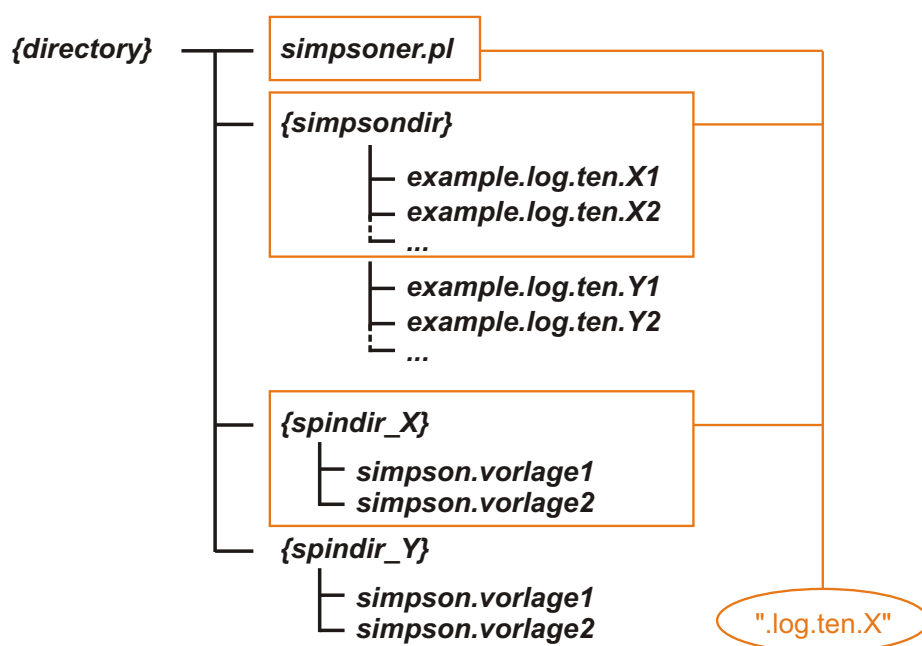 {directory}
simpsoner.pl
{simpsondir}
example.log.ten.X1
example.log.ten.X2
...
example.log.ten.Y1
example.log.ten.Y2
...
{spindir_X}
simpson.vorlage1
simpson.vorlage2
{spindir_Y}
simpson.vorlage1
simpson.vorlage2
".log.ten.X"